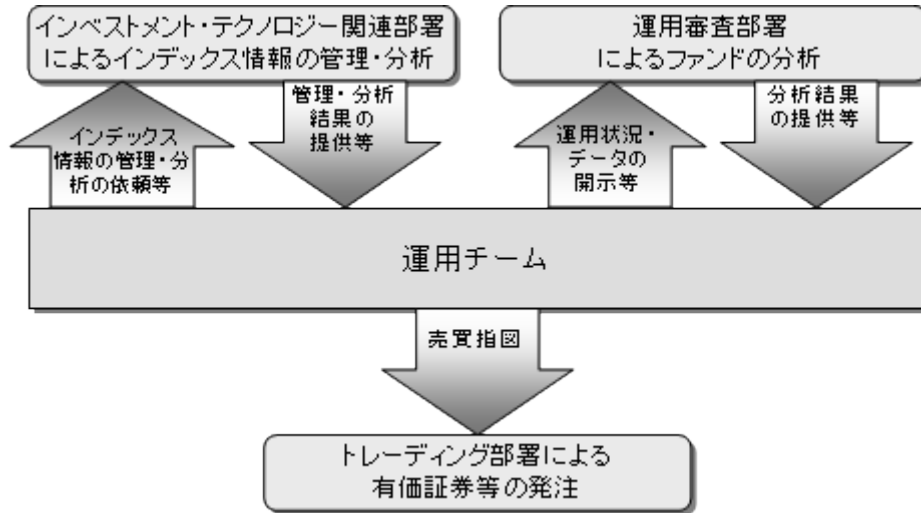 インベストメント・テクノロジー関連部署
によるインデックス情報の管理・分析
運用審査部署
によるファンドの分析
インデックス
情報の管理・分
析の依頼等
管理・分析
結果の
提供等
運用状況・
データの
開示等
分析結果
の提供等
運用チーム
売買指図
トレーディング部署による
有価証券等の発注